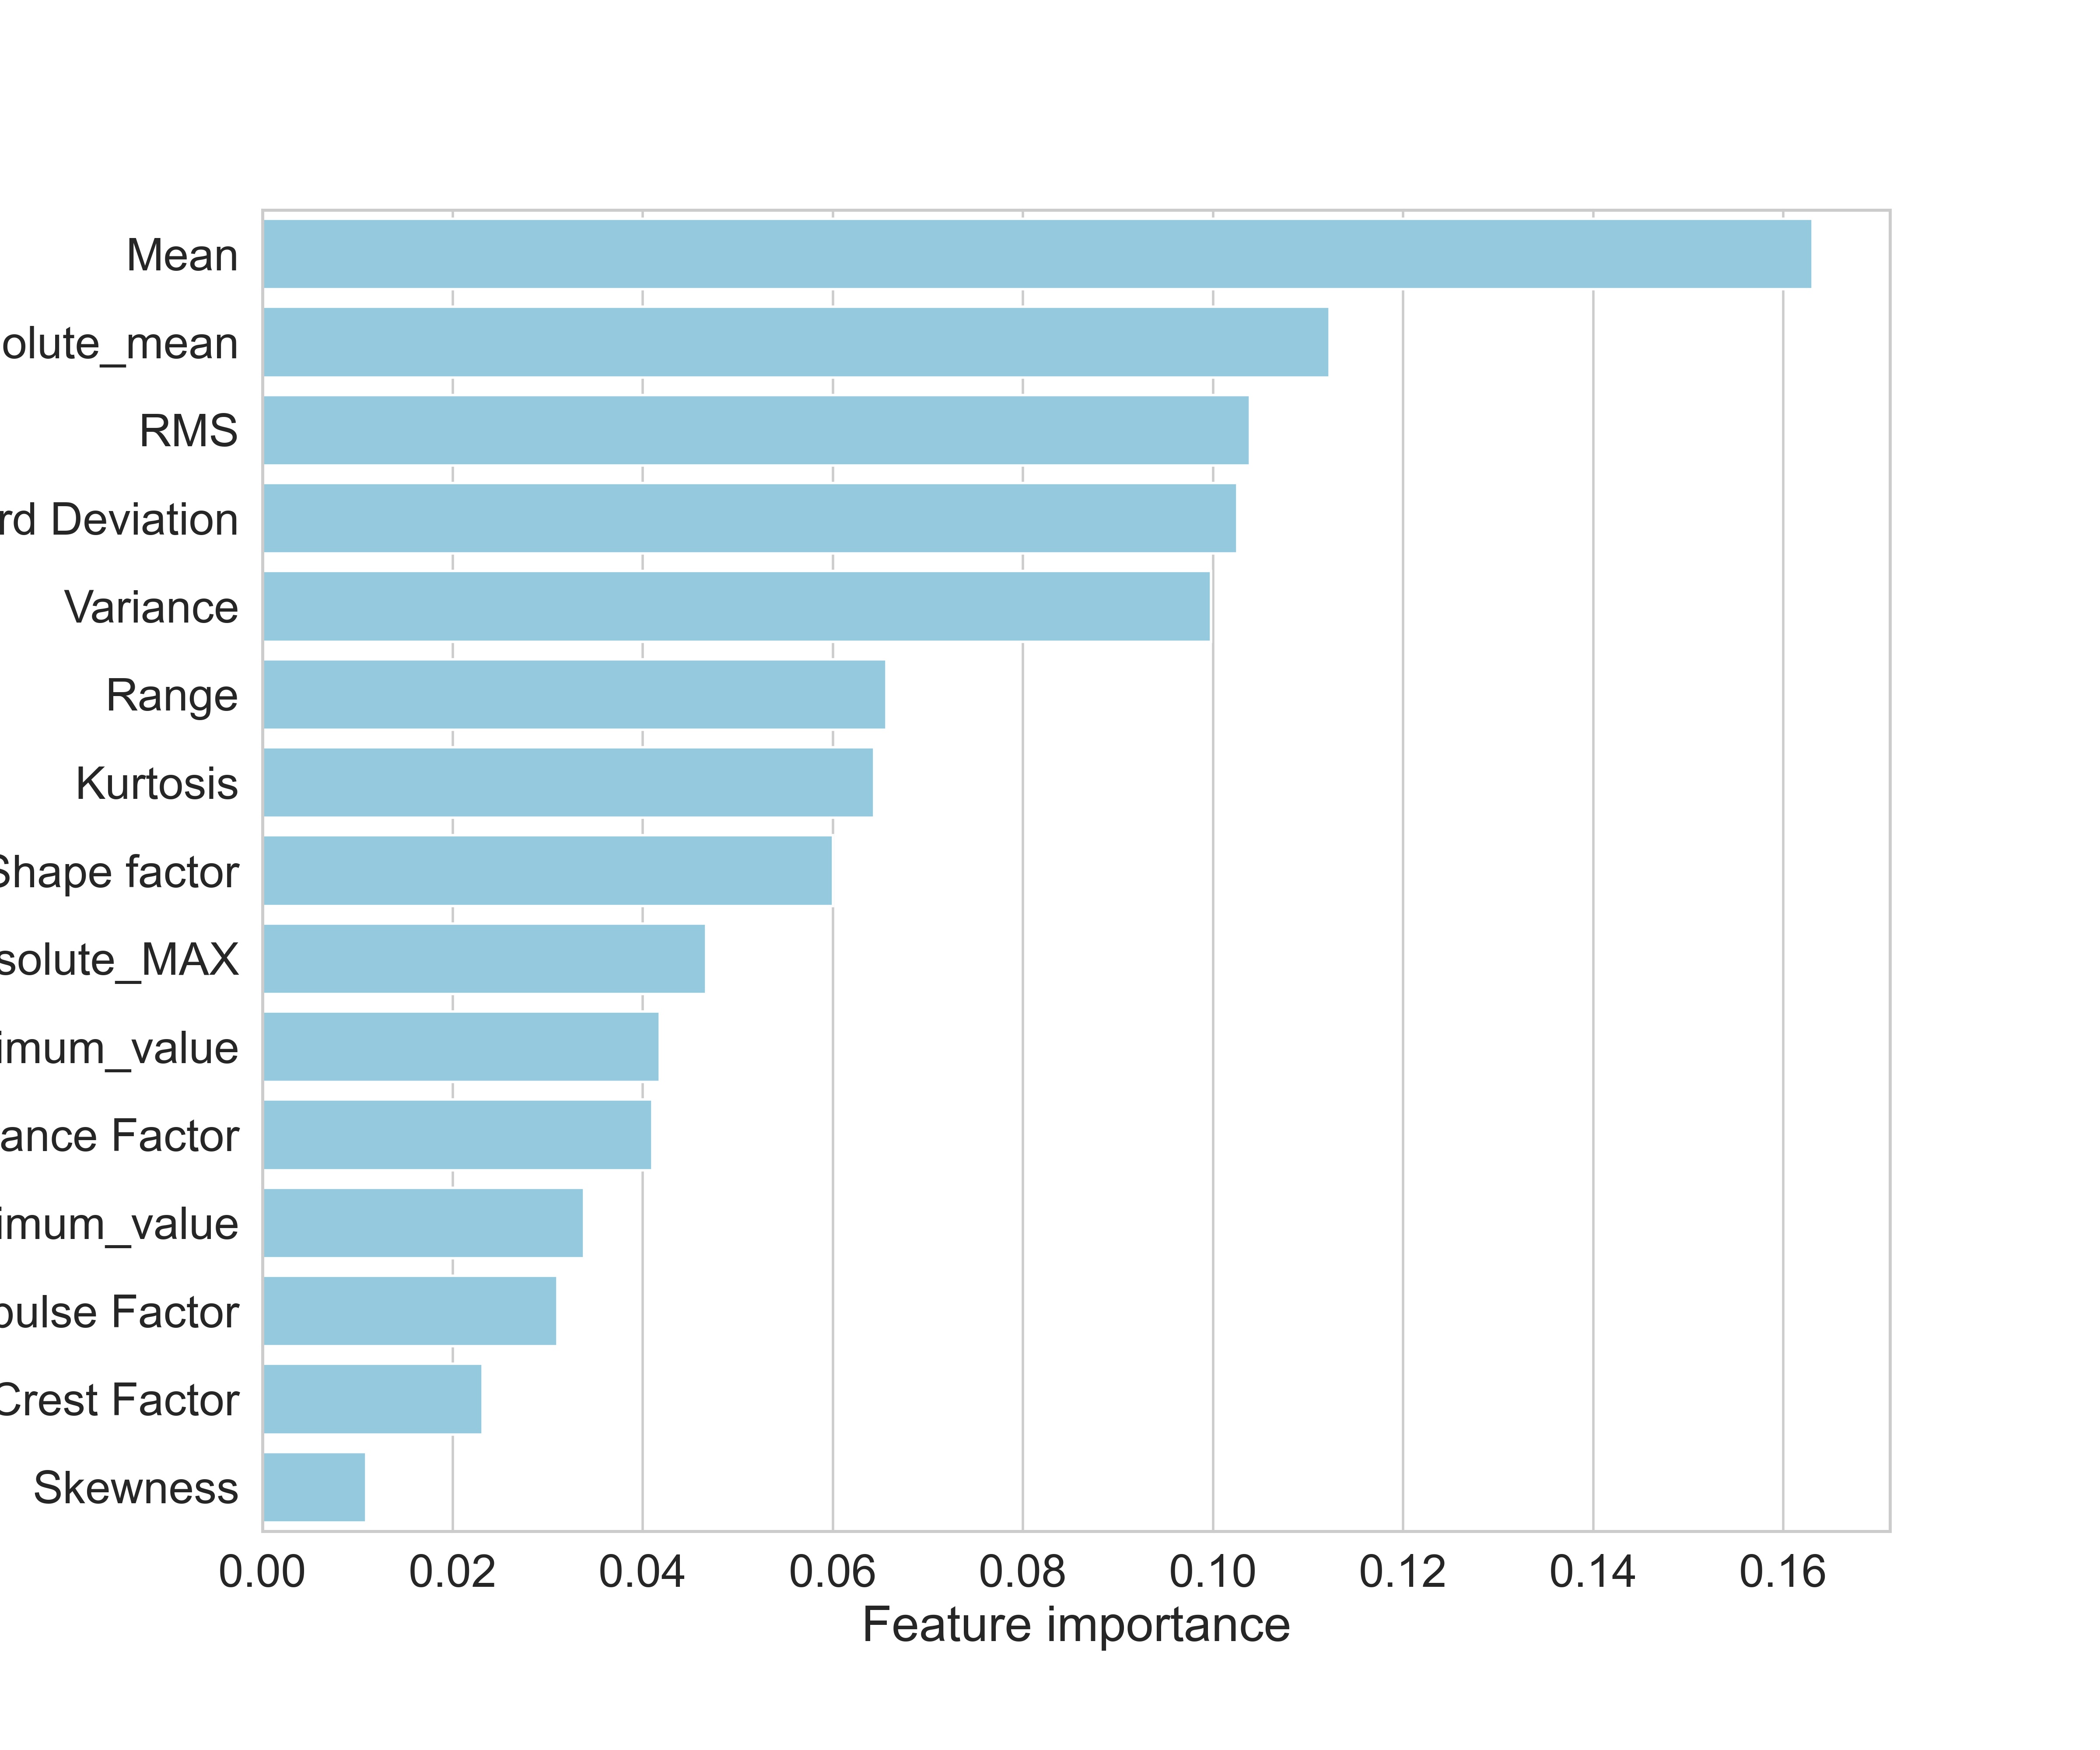 Mean
olute_mean
RMS
rd Deviation
Variance
Range
Kurtosis
Shape factor
solute_MAX
imum_value
ance Factor
imum_value
pulse Factor
Crest Factor
Skewness
0.00 0.02 0.04 0.06 0.08 0.10 0.12 0.14 0.16
Feature importance